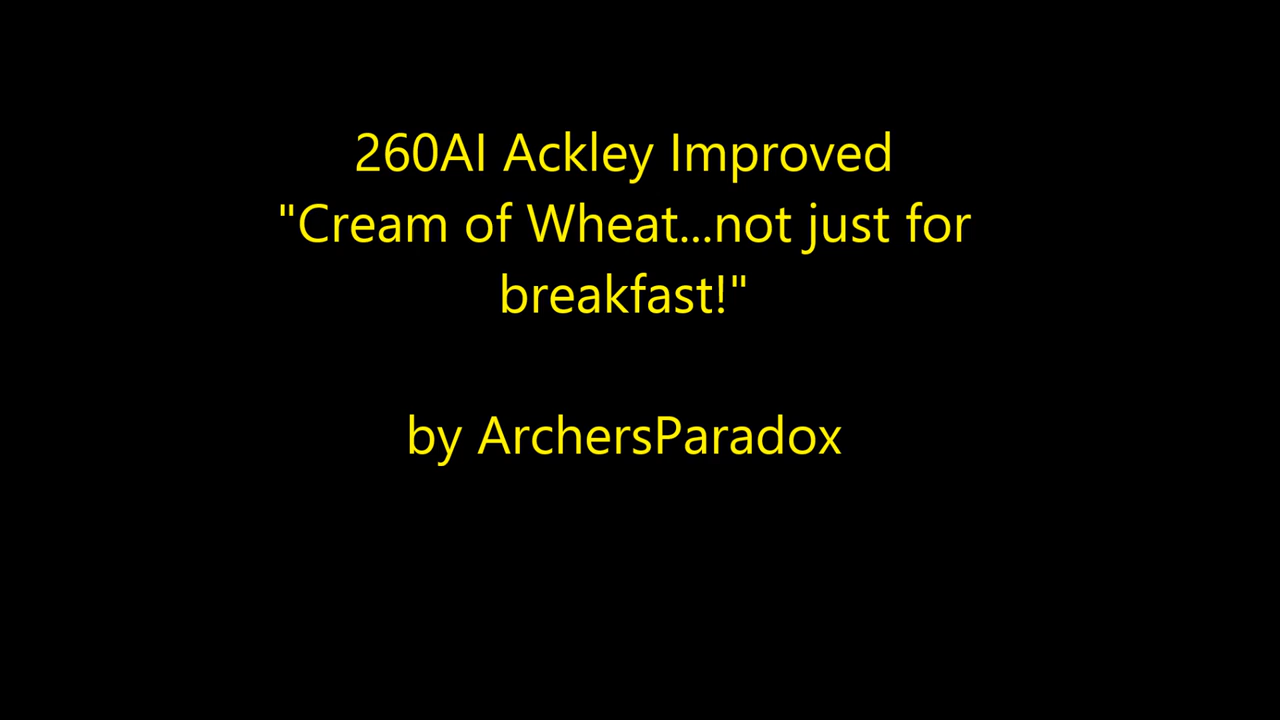 260AI Ackley Improved
"Cream of Wheat...not just for
breakfast!"
by ArchersParadox